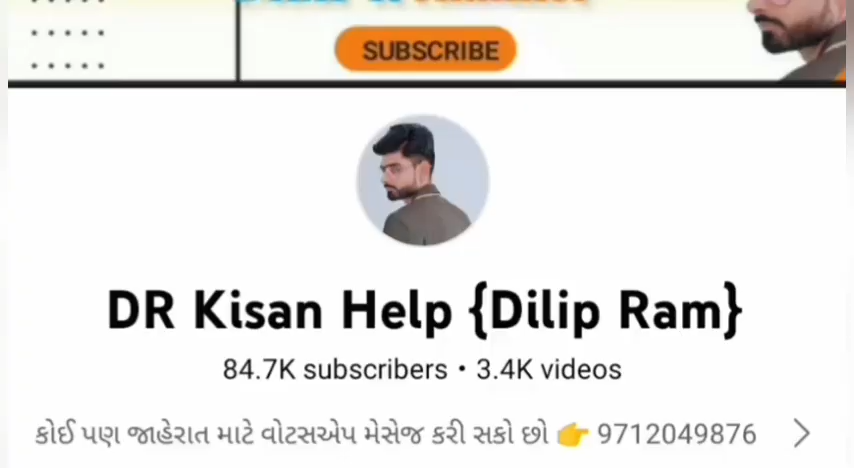 SUBSCRIBE
DR Kisan Help {Dilip Ram}
84.7K subscribers • 3.4K videos
કોઈ પણ જાહેરાત માટે વોટસએપ મેસેજ કરી સકો છો 👉 9712049876